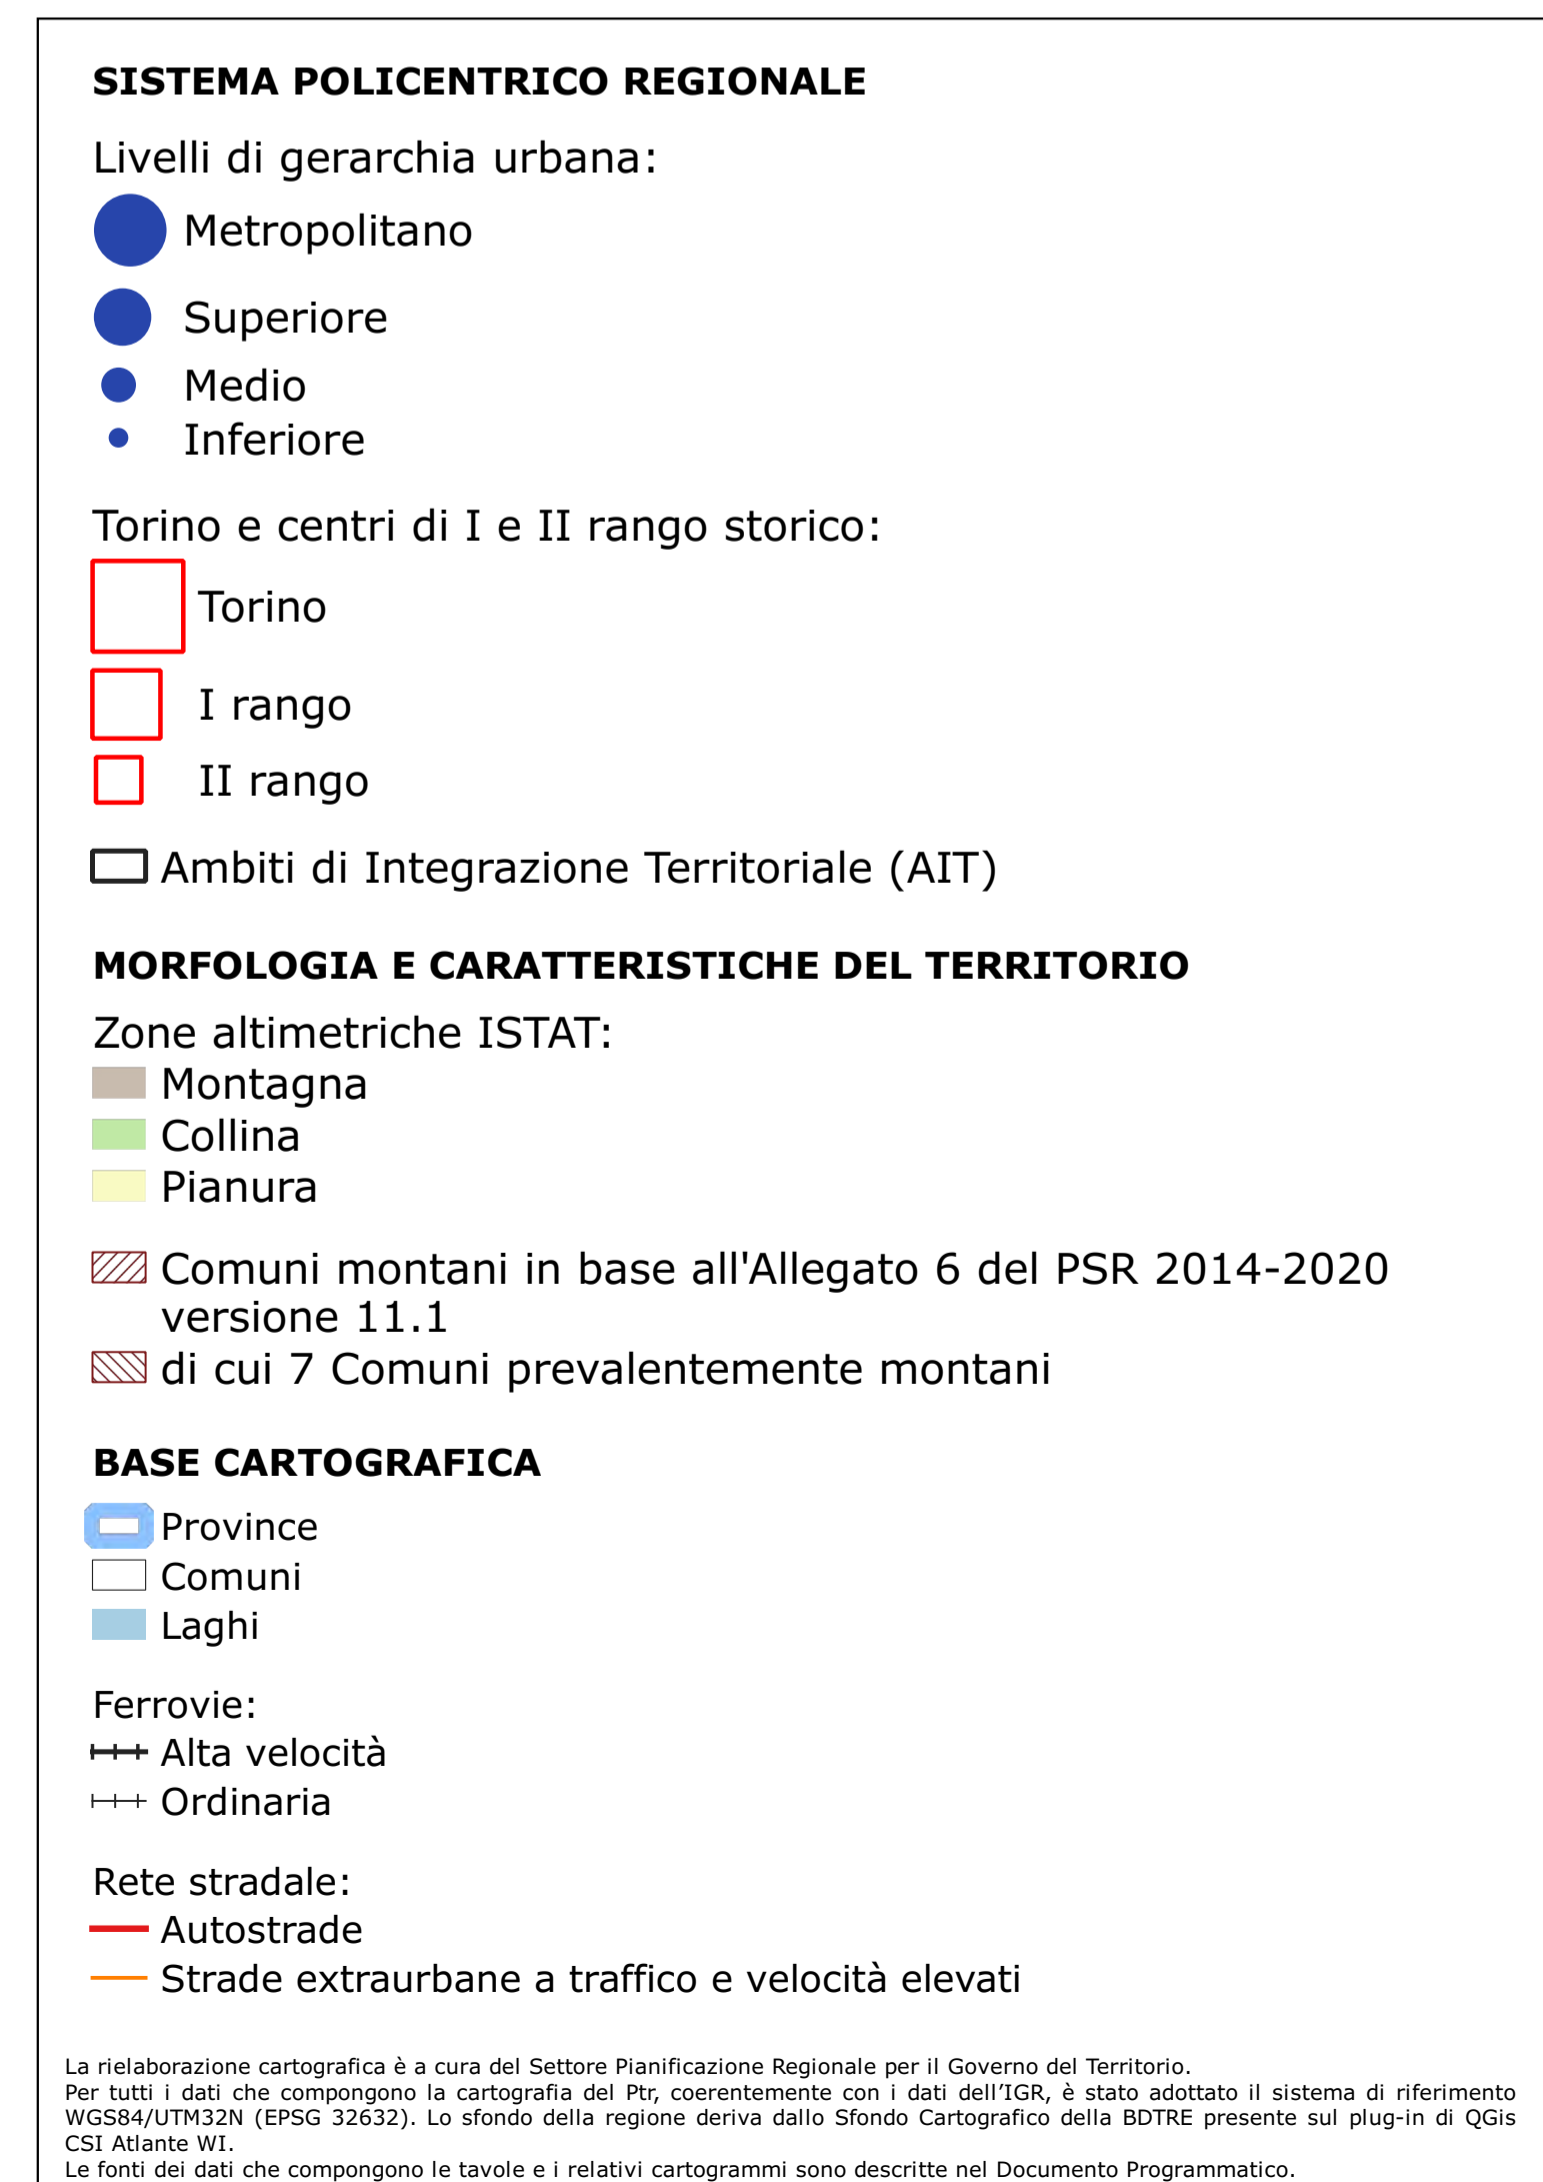 SISTEMA POLICENTRICO REGIONALE
Livelli di gerarchia urbana:
Metropolitano
Superiore
Medio
Inferiore
Torino e centri di I e II rango storico:
Torino
I rango
II rango
Ambiti di Integrazione Territoriale (AIT)
MORFOLOGIA E CARATTERISTICHE DEL TERRITORIO
Zone altimetriche ISTAT:
Montagna
Collina
Pianura
Comuni montani in base all'Allegato 6 del PSR 2014-2020
versione 11.1
di cui 7 Comuni prevalentemente montani
BASE CARTOGRAFICA
Province
Comuni
Laghi
Ferrovie:
Alta velocità
Ordinaria
Rete stradale:
Autostrade
Strade extraurbane a traffico e velocità elevati
La rielaborazione cartografica è a cura del Settore Pianificazione Regionale per il Governo del Territorio.
Per tutti i dati che compongono la cartografia del Ptr, coerentemente con i dati dell’IGR, è stato adottato il sistema di riferimento
WGS84/UTM32N (EPSG 32632). Lo sfondo della regione deriva dallo Sfondo Cartografico della BDTRE presente sul plug-in di QGis
CSI Atlante WI.
Le fonti dei dati che compongono le tavole e i relativi cartogrammi sono descritte nel Documento Programmatico.